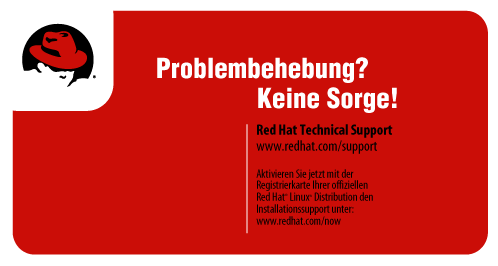 Problembehebung?
Keine Sorge!
Red Hat Technical Support
www.redhat.com/support
Aktivieren Sie jetzt mit der
Registrierkarte Ihrer offiziellen
Red Hat® Linux® Distribution den
Installationssupport unter:
www.redhat.com/now